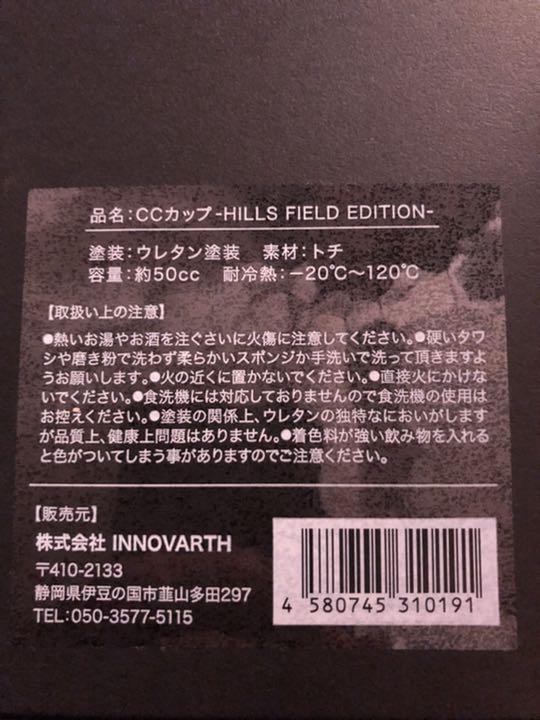 品名:CCカップ-HILLS FIELD EDITION-
塗装:ウレタン塗装 素材:トチ
容量:約50cc 耐冷熱:−20℃〜120℃
【取扱い上の注意】
●熱いお湯やお酒を注ぐさいに火傷に注意してください。●硬いタワ
シや磨き粉で洗わず柔らかいスポンジか手洗いで洗って頂きますよ
うお願いします。●火の近くに置かないでください。●直接火にかけな
いでください。●食洗機には対応しておりませんので食洗機の使用は
お控えください。●塗装の関係上、ウレタンの独特なにおいがします
が品質上、健康上問題はありません。●着色料が強い飲み物を入れる
と色がついてしまう事がありますのでご注意ください。
【販売元】
株式会社 INNOVARTH
〒410-2133
静岡県伊豆の国市韮山多田297
TEL:050-3577-5115
4 580745 310191